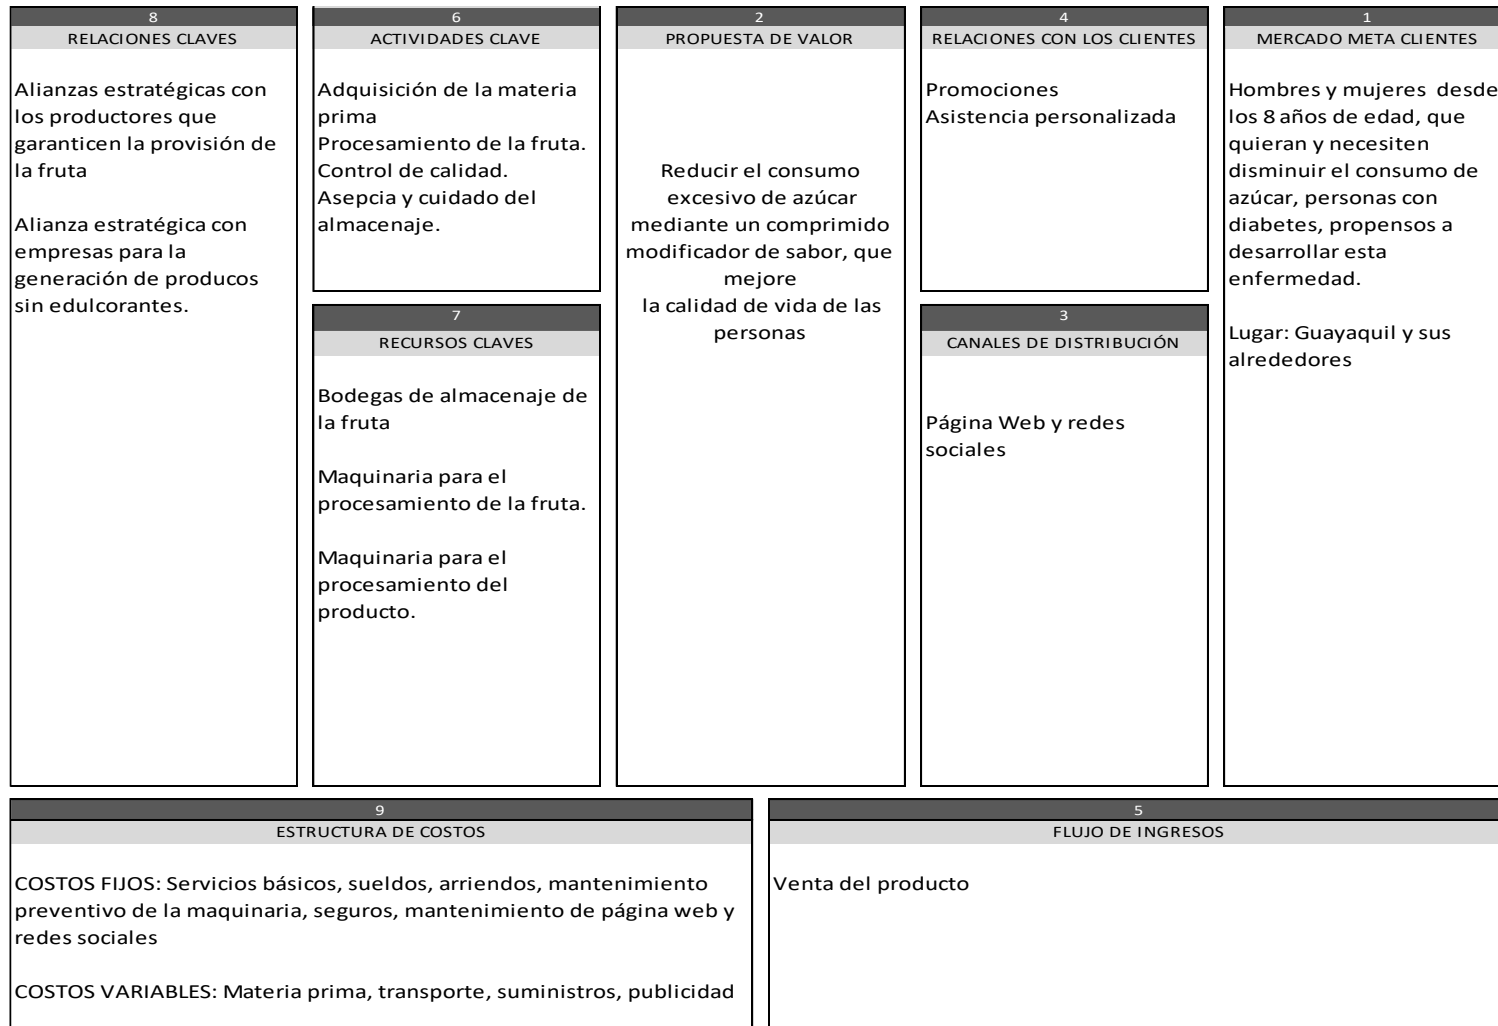 8
RELACIONES CLAVES
Alianzas estratégicas con
los productores que
garanticen la provisión de
la fruta
Alianza estratégica con
empresas para la
generación de producos
sin edulcorantes.
6
ACTIVIDADES CLAVE
Adquisición de la materia
prima
Procesamiento de la fruta.
Control de calidad.
Asepcia y cuidado del
almacenaje.
7
RECURSOS CLAVES
Bodegas de almacenaje de
la fruta
Maquinaria para el
procesamiento de la fruta.
Maquinaria para el
procesamiento del
producto.
2
PROPUESTA DE VALOR
Reducir el consumo
excesivo de azúcar
mediante un comprimido
modificador de sabor, que
mejore
la calidad de vida de las
personas
4
RELACIONES CON LOS CLIENTES
Promociones
Asistencia personalizada
3
CANALES DE DISTRIBUCIÓN
Página Web y redes
sociales
1
MERCADO META CLIENTES
Hombres y mujeres desde
los 8 años de edad, que
quieran y necesiten
disminuir el consumo de
azúcar, personas con
diabetes, propensos a
desarrollar esta
enfermedad.
Lugar: Guayaquil y sus
alrededores
9
ESTRUCTURA DE COSTOS
COSTOS FIJOS: Servicios básicos, sueldos, arriendos, mantenimiento
preventivo de la maquinaria, seguros, mantenimiento de página web y
redes sociales
COSTOS VARIABLES: Materia prima, transporte, suministros, publicidad
5
FLUJO DE INGRESOS
Venta del producto